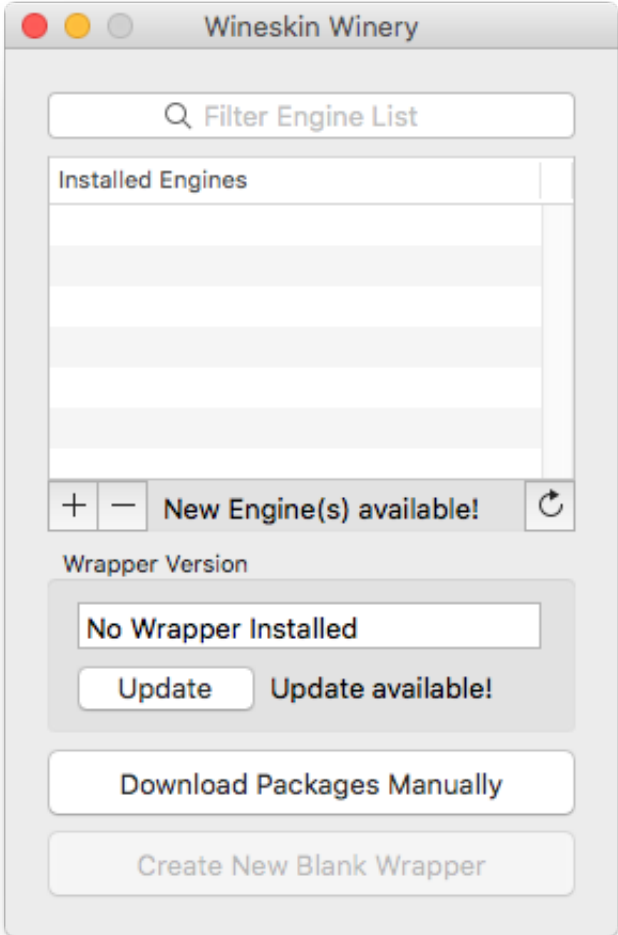 Wineskin Winery
Filter Engine List
Installed Engines
+ − New Engine(s) available!
Wrapper Version
No Wrapper Installed
Update Update available!
Download Packages Manually
Create New Blank Wrapper